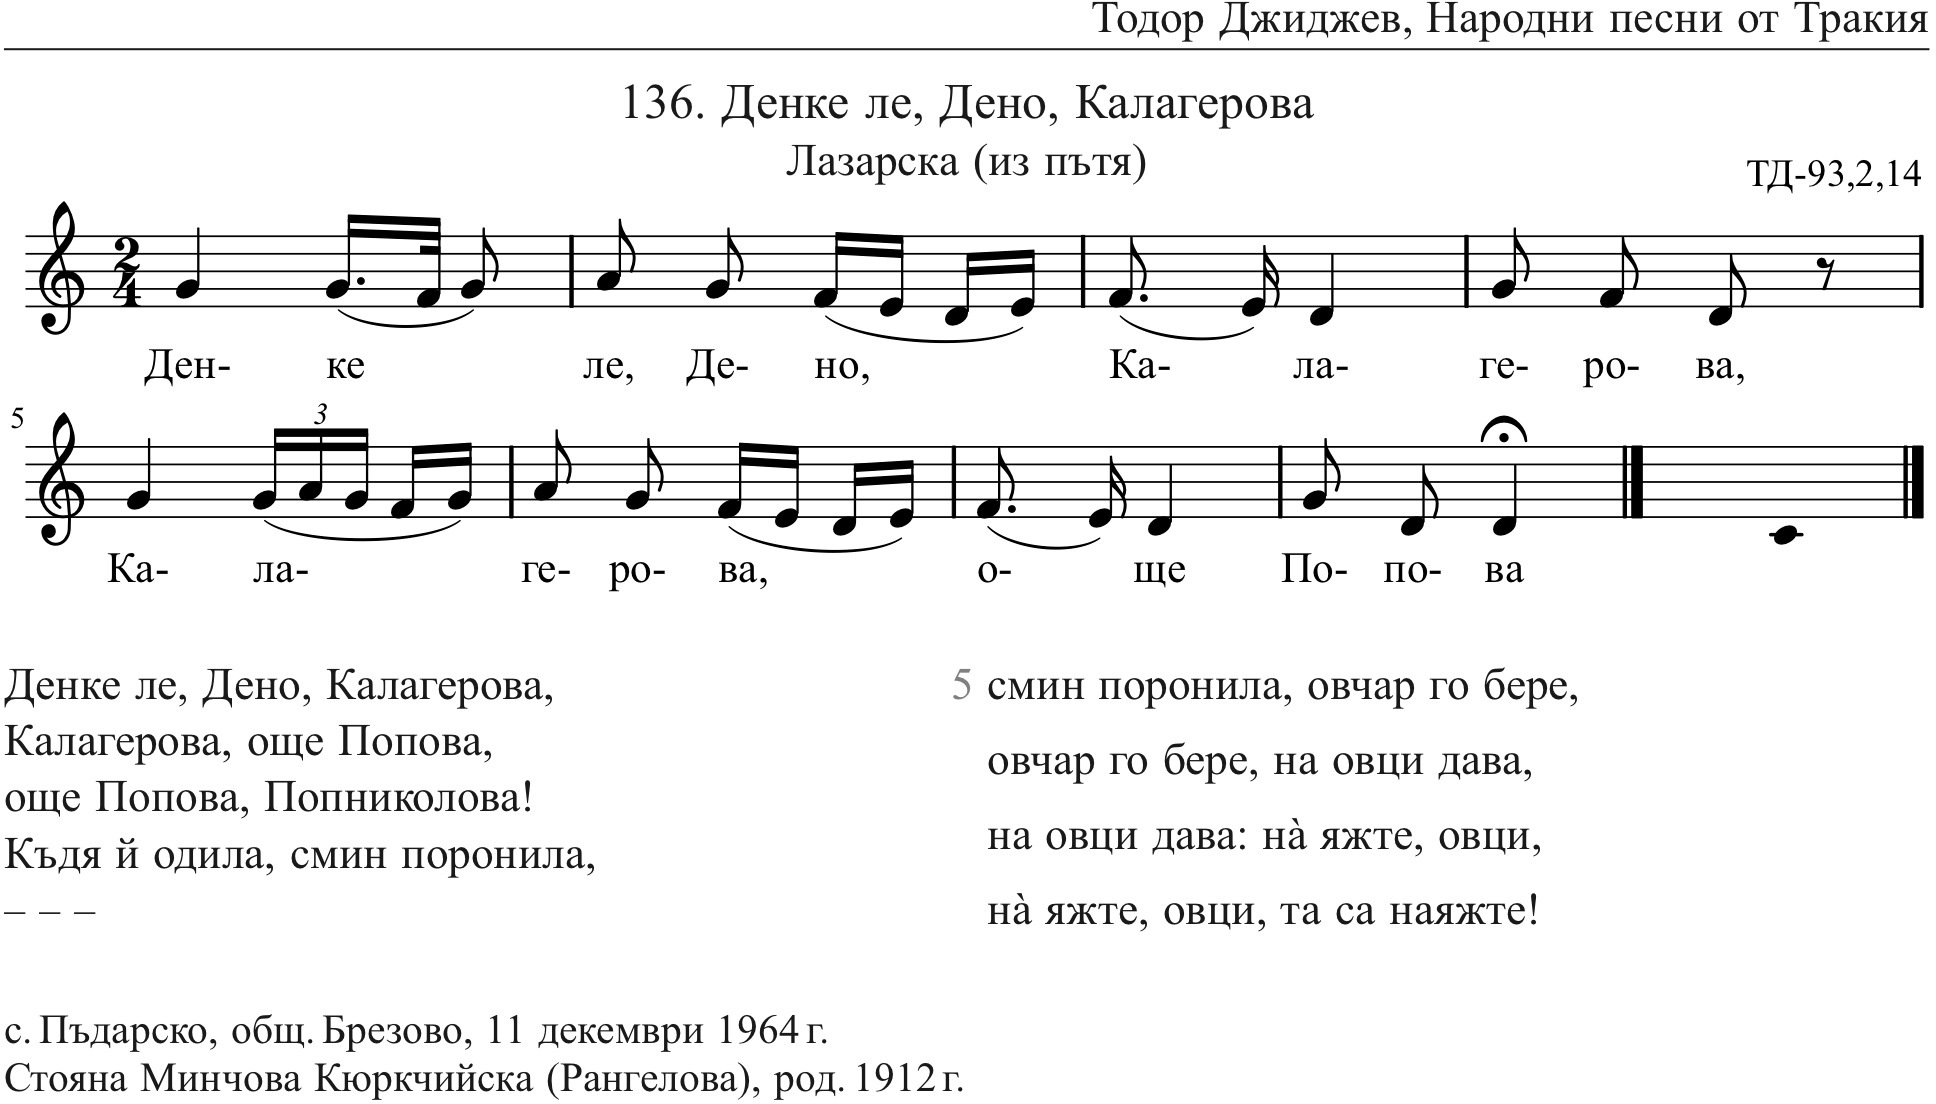 Тодор Джиджев, Народни песни от Тракия
136. Денке ле, Дено, Калагерова
Лазарска (из пътя)
ТД-93,2,14
2
4
Ден- ке ле, Де- но, Ка- ла- ге- ро- ва,
5
3
Ка- ла- ге- ро- ва, о- ще По- по- ва
Денке ле, Дено, Калагерова,
Калагерова, още Попова,
още Попова, Попниколова!
Къдя й одила, смин поронила,
– – –
5 смин поронила, овчар го бере,
овчар го бере, на овци дава,
на овци дава: нà яжте, овци,
нà яжте, овци, та са наяжте!
с. Пъдарско, общ. Брезово, 11 декември 1964 г.
Стояна Минчова Кюркчийска (Рангелова), род. 1912 г.